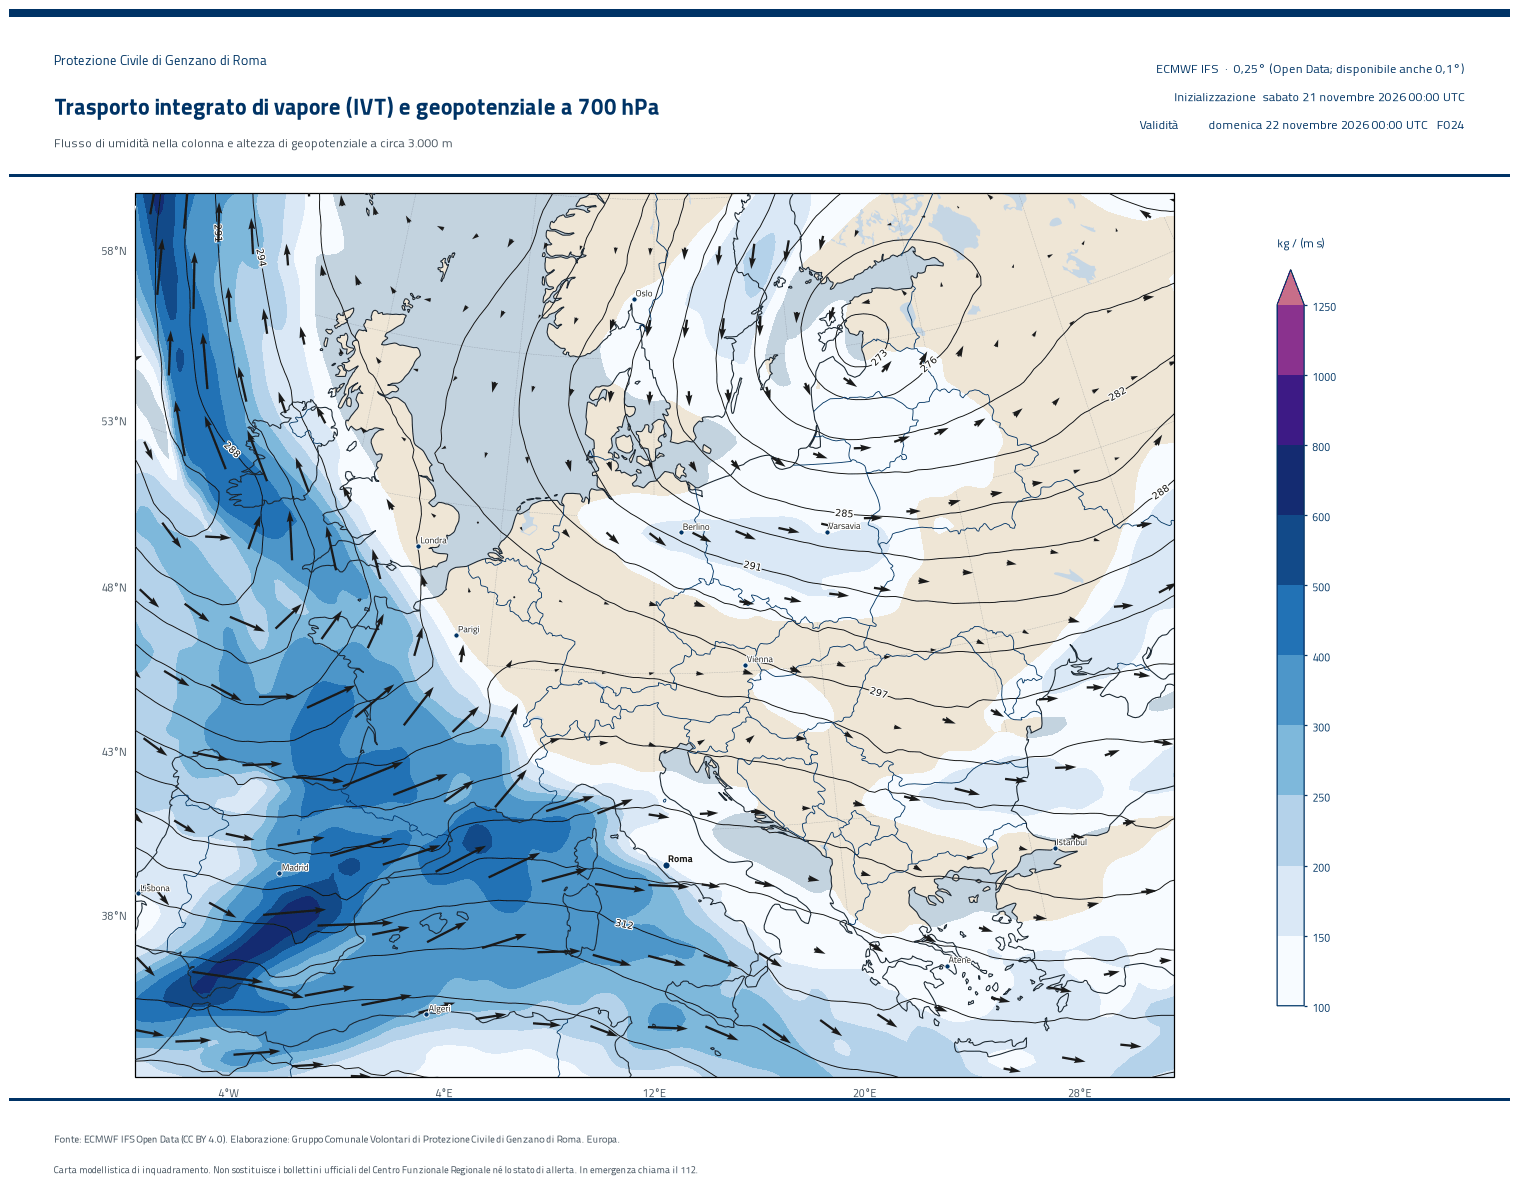 Protezione Civile di Genzano di Roma
Trasporto integrato di vapore (IVT) e geopotenziale a 700 hPa
Flusso di umidità nella colonna e altezza di geopotenziale a circa 3.000 m
ECMWF IFS · 0,25° (Open Data; disponibile anche 0,1°)
Inizializzazione sabato 21 novembre 2026 00:00 UTC
Validità domenica 22 novembre 2026 00:00 UTC F024
kg / (m s)
1250
1000
800
600
500
400
300
250
200
150
100
58°N
53°N
48°N
43°N
38°N
4°W
4°E
12°E
20°E
28°E
294
288
273
276
282
288
285
291
297
312
Oslo
Londra
Berlino
Varsavia
Parigi
Vienna
Madrid
Lisbona
Roma
Istanbul
Atene
Algeri
Fonte: ECMWF IFS Open Data (CC BY 4.0). Elaborazione: Gruppo Comunale Volontari di Protezione Civile di Genzano di Roma. Europa.
Carta modellistica di inquadramento. Non sostituisce i bollettini ufficiali del Centro Funzionale Regionale né lo stato di allerta. In emergenza chiama il 112.